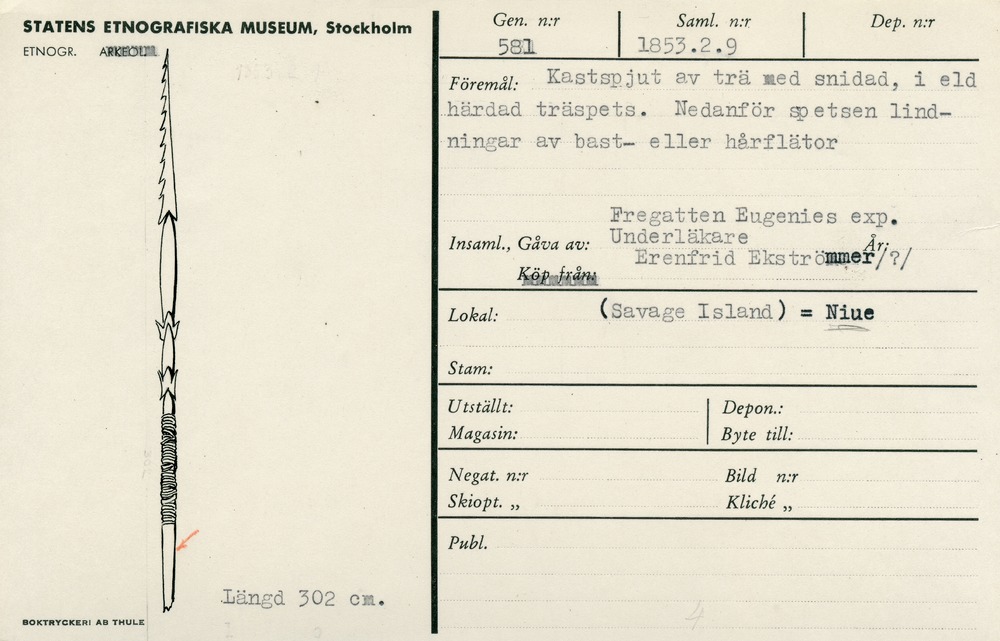 STATENS ETNOGRAFISKA MUSEUM, Stockholm
ETNOGR. ARKEOL.
Gen. n:r
581
Saml. n:r
1853.2.9
Dep. n:r
Föremål: Kastspjut av trä med snidad, i eld
härdad träspets. Nedanför spetsen lind-
ningar av bast- eller hårflätor
Fregatten Eugenies exp.
Insaml., Gåva av: Underläkare
År:
Erenfrid Ekströmmer/?/
Köp från:
Lokal: (Savage Island) = Niue
Stam:
Utställt: Depon.:
Magasin: Byte till:
Negat. n:r Bild n:r
Skiopt. „ Kliché „
Publ.
Längd 302 cm.
4
BOKTRYCKERI AB THULE